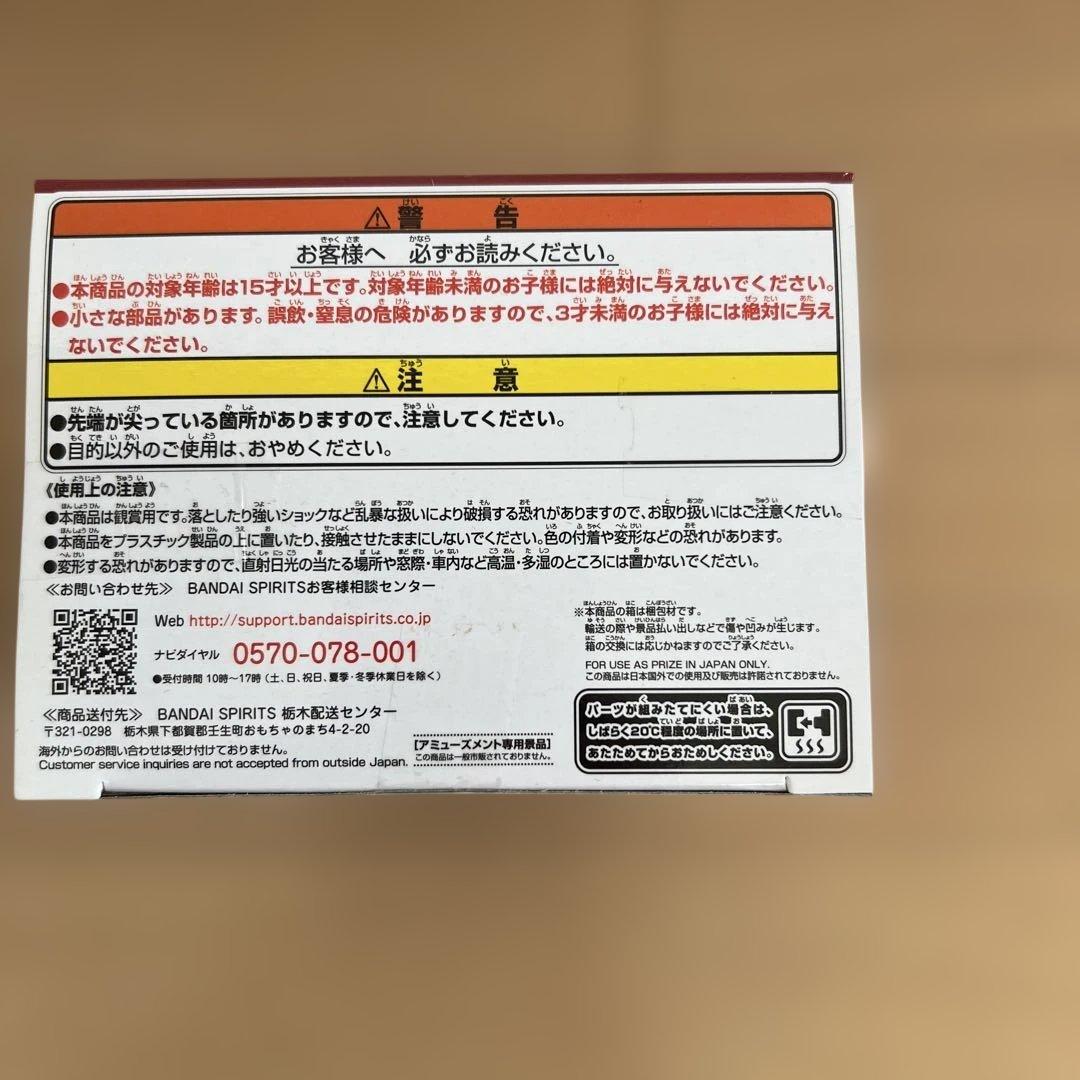 ⚠警告
お客様へ 必ずお読みください。
●本商品の対象年齢は15才以上です。対象年齢未満のお子様には絶対に与えないでください。
●小さな部品があります。誤飲・窒息の危険がありますので、3才未満のお子様には絶対に与え
ないでください。
⚠注意
●先端が尖っている箇所がありますので、注意してください。
●目的以外のご使用は、おやめください。
《使用上の注意》
●本商品は観賞用です。落としたり強いショックなど乱暴な扱いにより破損する恐れがありますので、お取り扱いにはご注意ください。
●本商品をプラスチック製品の上に置いたり、接触させたままにしないでください。色の付着や変形などの恐れがあります。
●変形する恐れがありますので、直射日光の当たる場所や窓際・車内など高温・多湿のところには置かないでください。
≪お問い合わせ先≫ BANDAI SPIRITSお客様相談センター
Web http://support.bandaispirits.co.jp
ナビダイヤル 0570-078-001
●受付時間 10時〜17時 (土、日、祝日、夏季・冬季休業日を除く)
≪商品送付先≫ BANDAI SPIRITS 栃木配送センター
〒321-0298 栃木県下都賀郡壬生町おもちゃのまち4-2-20
海外からのお問い合わせは受け付けておりません。
Customer service inquiries are not accepted from outside Japan.
[アミューズメント専用景品]
この商品は一般市販されておりません。
※本商品の箱は梱包材です。
輸送の際や景品払い出しなどで傷や凹みが生じます。
箱の交換には応じかねますのでご了承ください。
FOR USE AS PRIZE IN JAPAN ONLY.
この商品は日本国外での使用及び販売は許諾されておりません。
パーツが組みたてにくい場合は、
しばらく20℃程度の場所に置いて、
あたためてからおためしください。